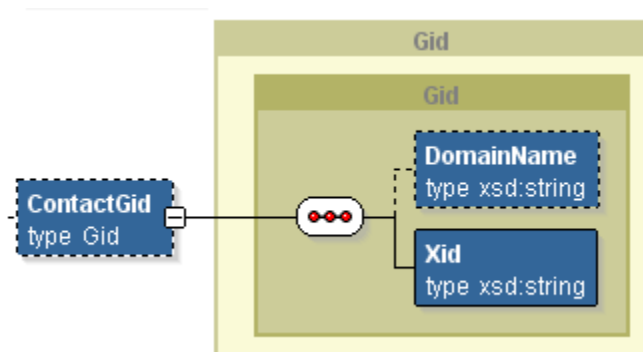 Gid
Gid
DomainName
type xsd:string
ContactGid
type Gid
Xid
type xsd:string